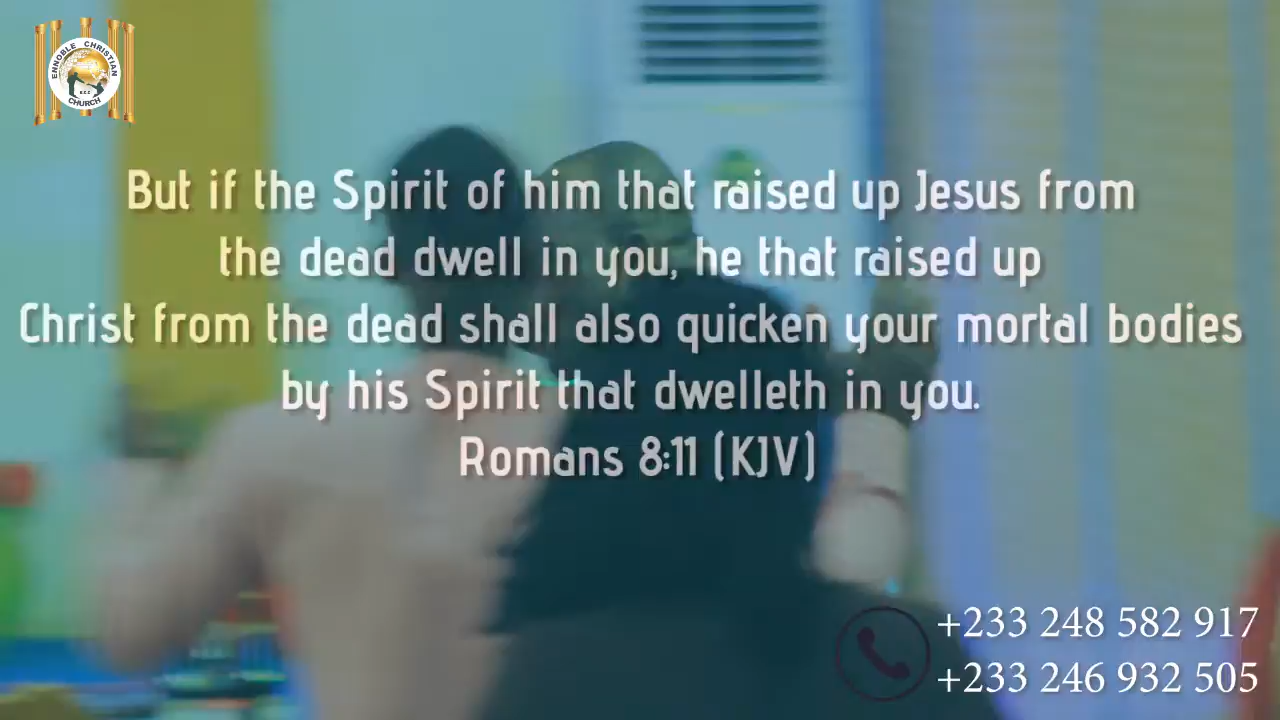 ENNOBLE CHRISTIAN
E.C.C
CHURCH
But if the Spirit of him that raised up Jesus from
the dead dwell in you, he that raised up
Christ from the dead shall also quicken your mortal bodies
by his Spirit that dwelleth in you.
Romans 8:11 (KJV)
+233 248 582 917
+233 246 932 505